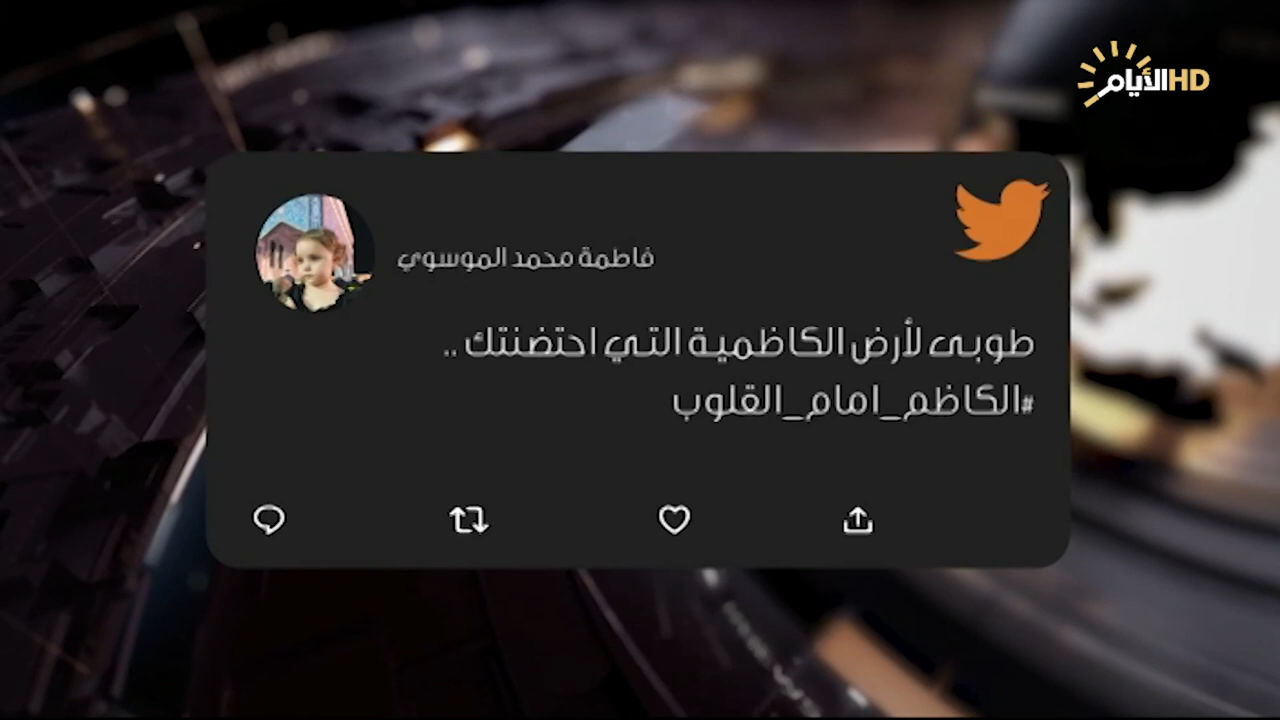 الأيام HD
فاطمة محمد الموسوي
طوبى لأرض الكاظمية التي احتضنتك ..
#الكاظم_امام_القلوب